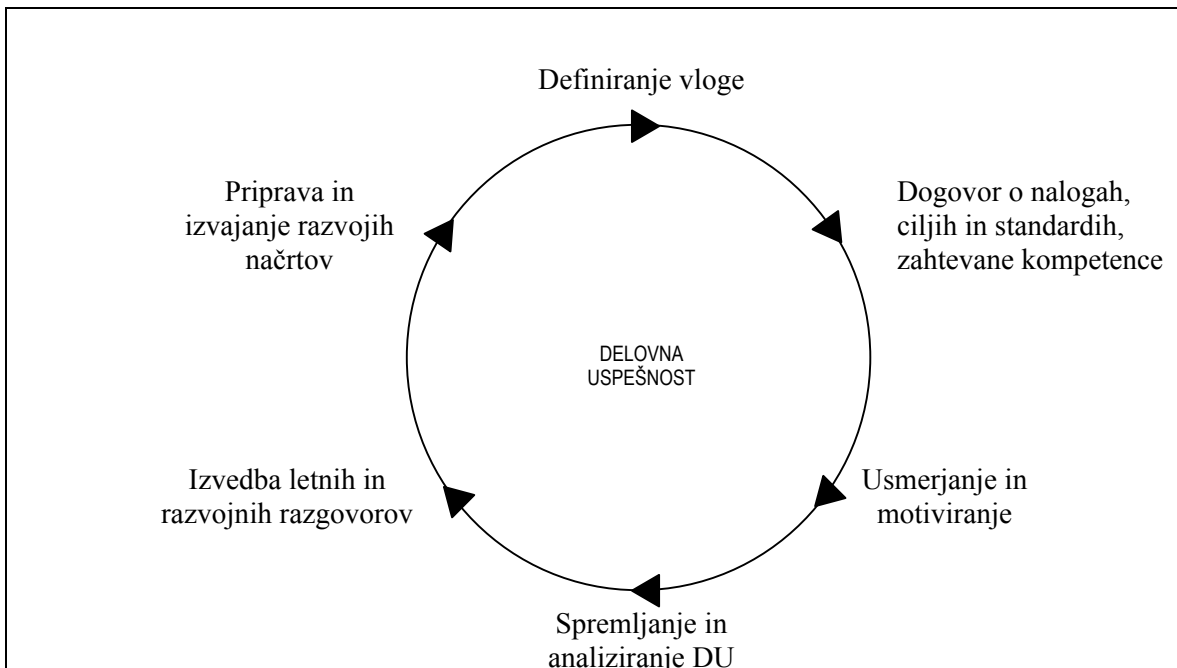 Definiranje vloge
Dogovor o nalogah,
ciljih in standardih,
zahtevane kompetence
Usmerjanje in
motiviranje
Spremljanje in
analiziranje DU
Izvedba letnih in
razvojnih razgovorov
Priprava in
izvajanje razvojih
načrtov
DELOVNA
USPEŠNOST